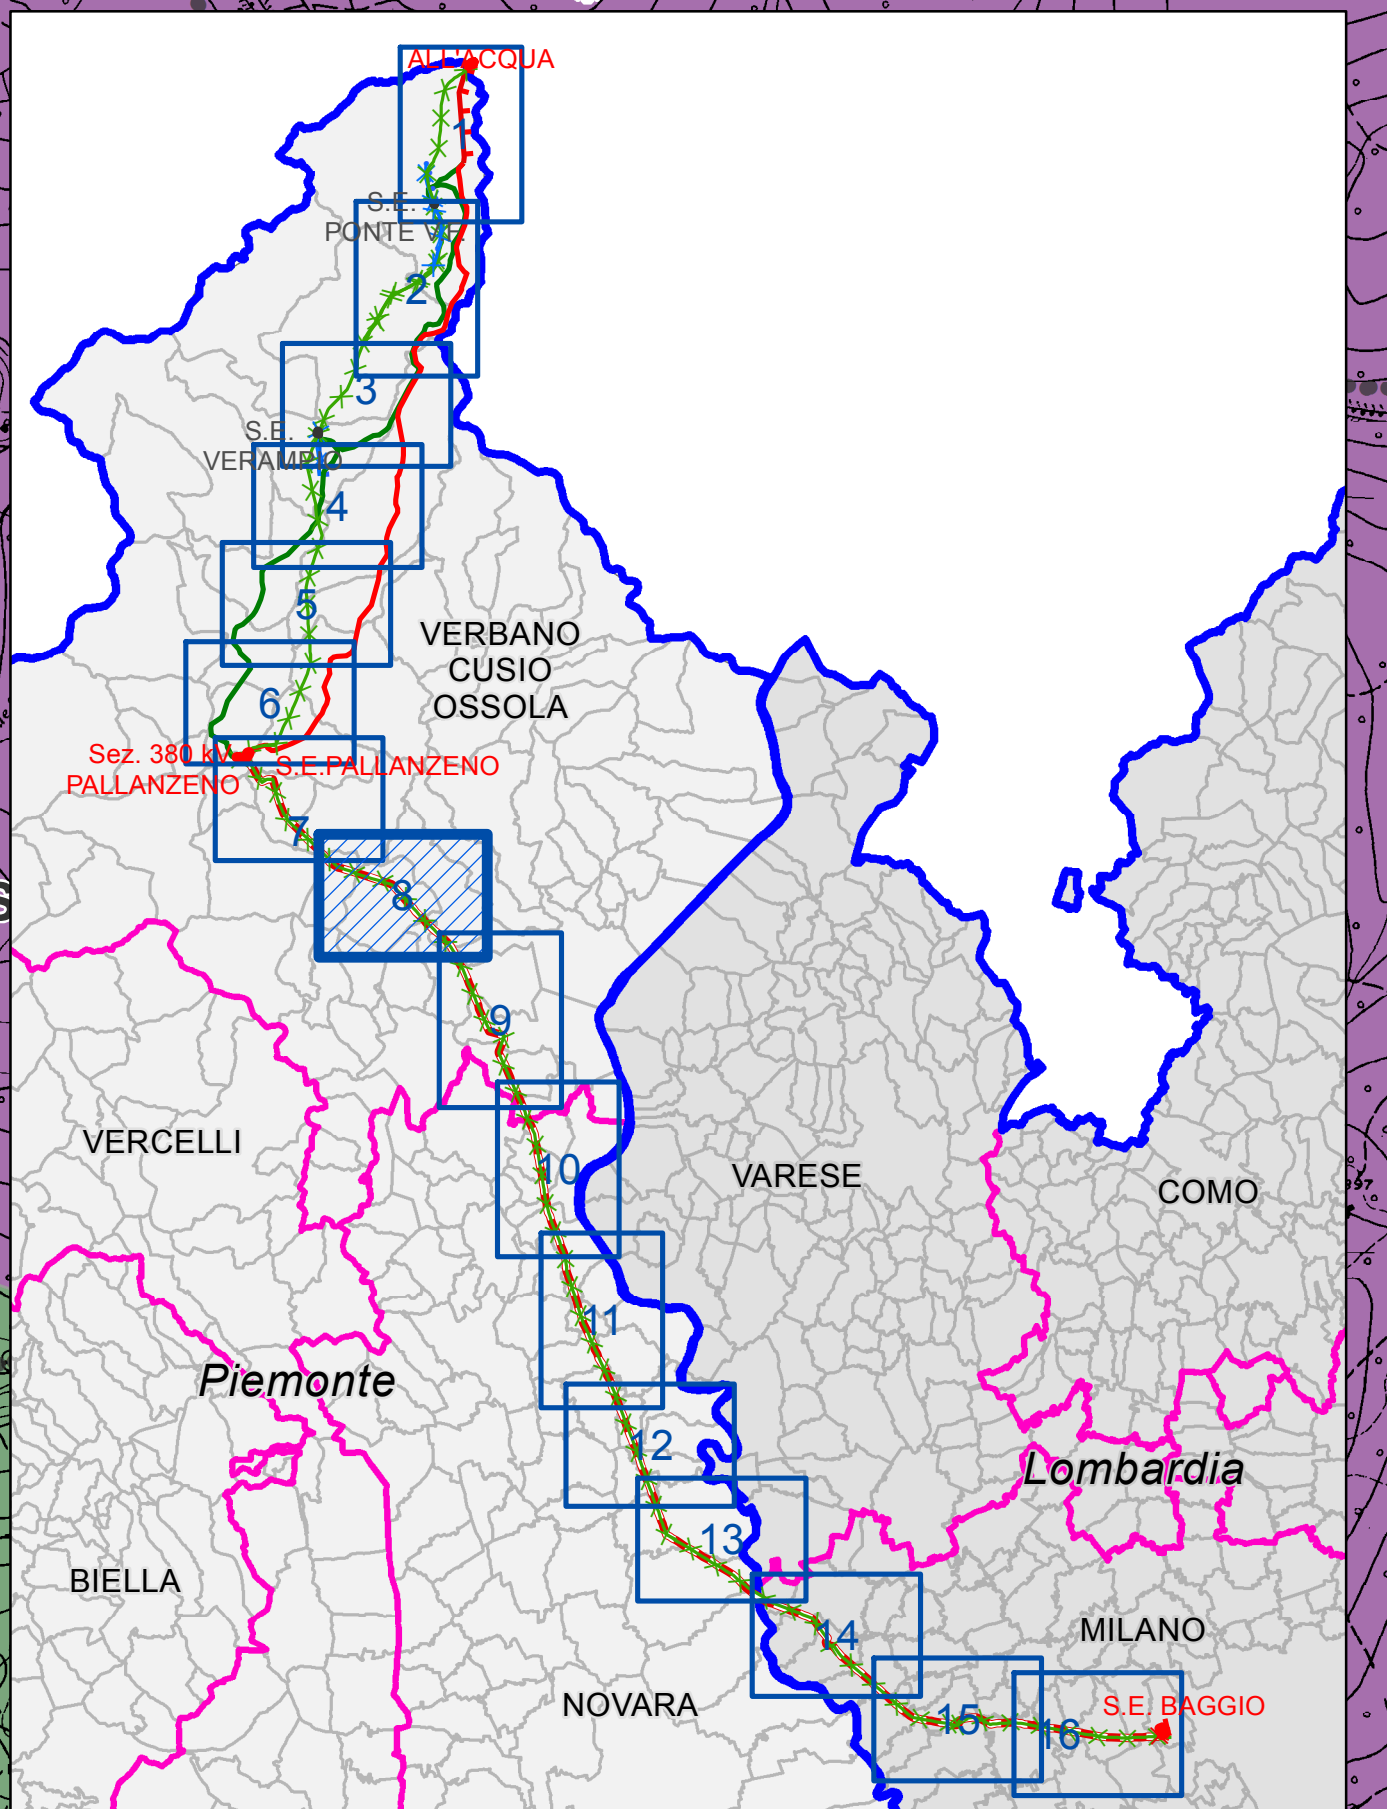 ALL'ACQUA
1
S.E.
PONTE V.F.
2
3
S.E.
VERAMPIO
4
5
VERBANO
CUSIO
OSSOLA
6
Sez. 380 kV
PALLANZENO
S.E.PALLANZENO
7
8
9
VERCELLI
10
VARESE
COMO
11
Piemonte
12
Lombardia
13
BIELLA
14
MILANO
NOVARA
15
S.E. BAGGIO
16